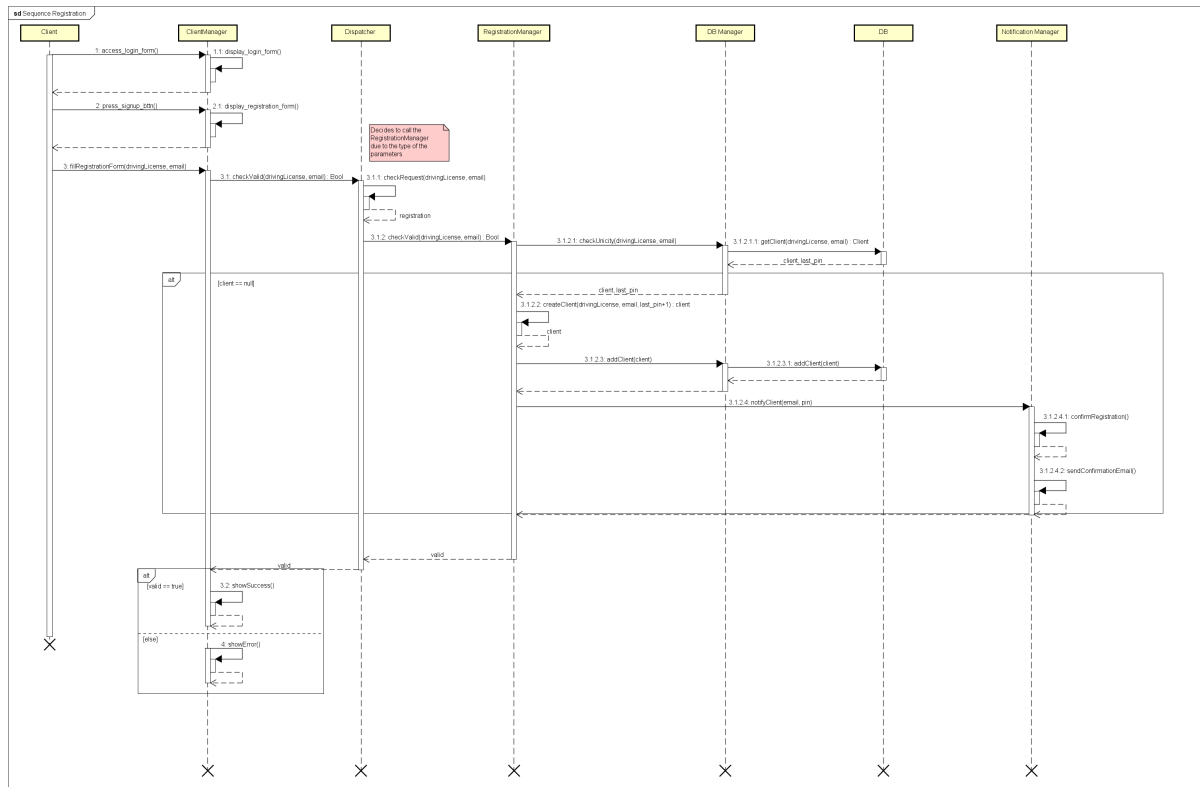 sd Sequence Registration
Client
ClientManager
Dispatcher
RegistrationManager
DB Manager
DB
Notification Manager
1: access_login_form()
1.1: display_login_form()
2: press_signup_bttn()
2.1: display_registration_form()
Decides to call the
RegistrationManager
due to the type of the
parameters
3: fillRegistrationForm(drivingLicense, email)
3.1: checkValid(drivingLicense, email) : Bool
3.1.1: checkRequest(drivingLicense, email)
registration
3.1.2: checkValid(drivingLicense, email) : Bool
3.1.2.1: checkUnicity(drivingLicense, email)
3.1.2.1.1: getClient(drivingLicense, email) : Client
client, last_pin
alt
[client == null]
client, last_pin
3.1.2.2: createClient(drivingLicense, email, last_pin+1) : client
client
3.1.2.3: addClient(client)
3.1.2.3.1: addClient(client)
3.1.2.4: notifyClient(email, pin)
3.1.2.4.1: confirmRegistration()
3.1.2.4.2: sendConfirmationEmail()
valid
valid
alt
[valid == true]
3.2: showSuccess()
[else]
4: showError()